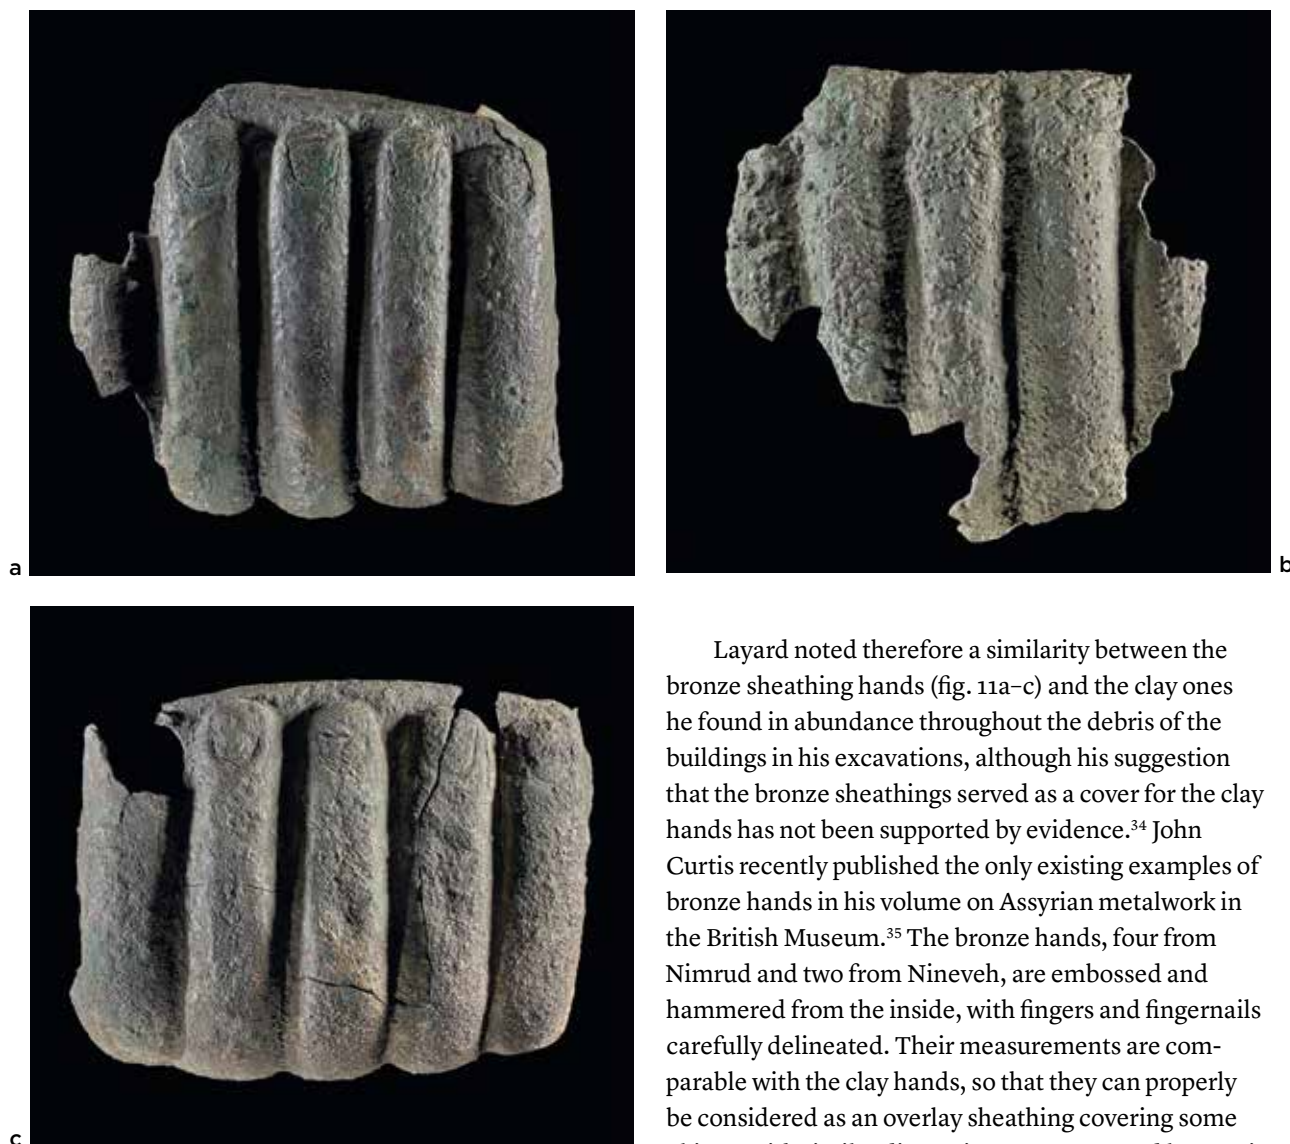 a
b
c
Layard noted therefore a similarity between the
bronze sheathing hands (fig. 11a–c) and the clay ones
he found in abundance throughout the debris of the
buildings in his excavations, although his suggestion
that the bronze sheathings served as a cover for the clay
hands has not been supported by evidence.³⁴ John
Curtis recently published the only existing examples of
bronze hands in his volume on Assyrian metalwork in
the British Museum.³⁵ The bronze hands, four from
Nimrud and two from Nineveh, are embossed and
hammered from the inside, with fingers and fingernails
carefully delineated. Their measurements are com-
parable with the clay hands, so that they can properly
be considered as an overlay sheathing covering some